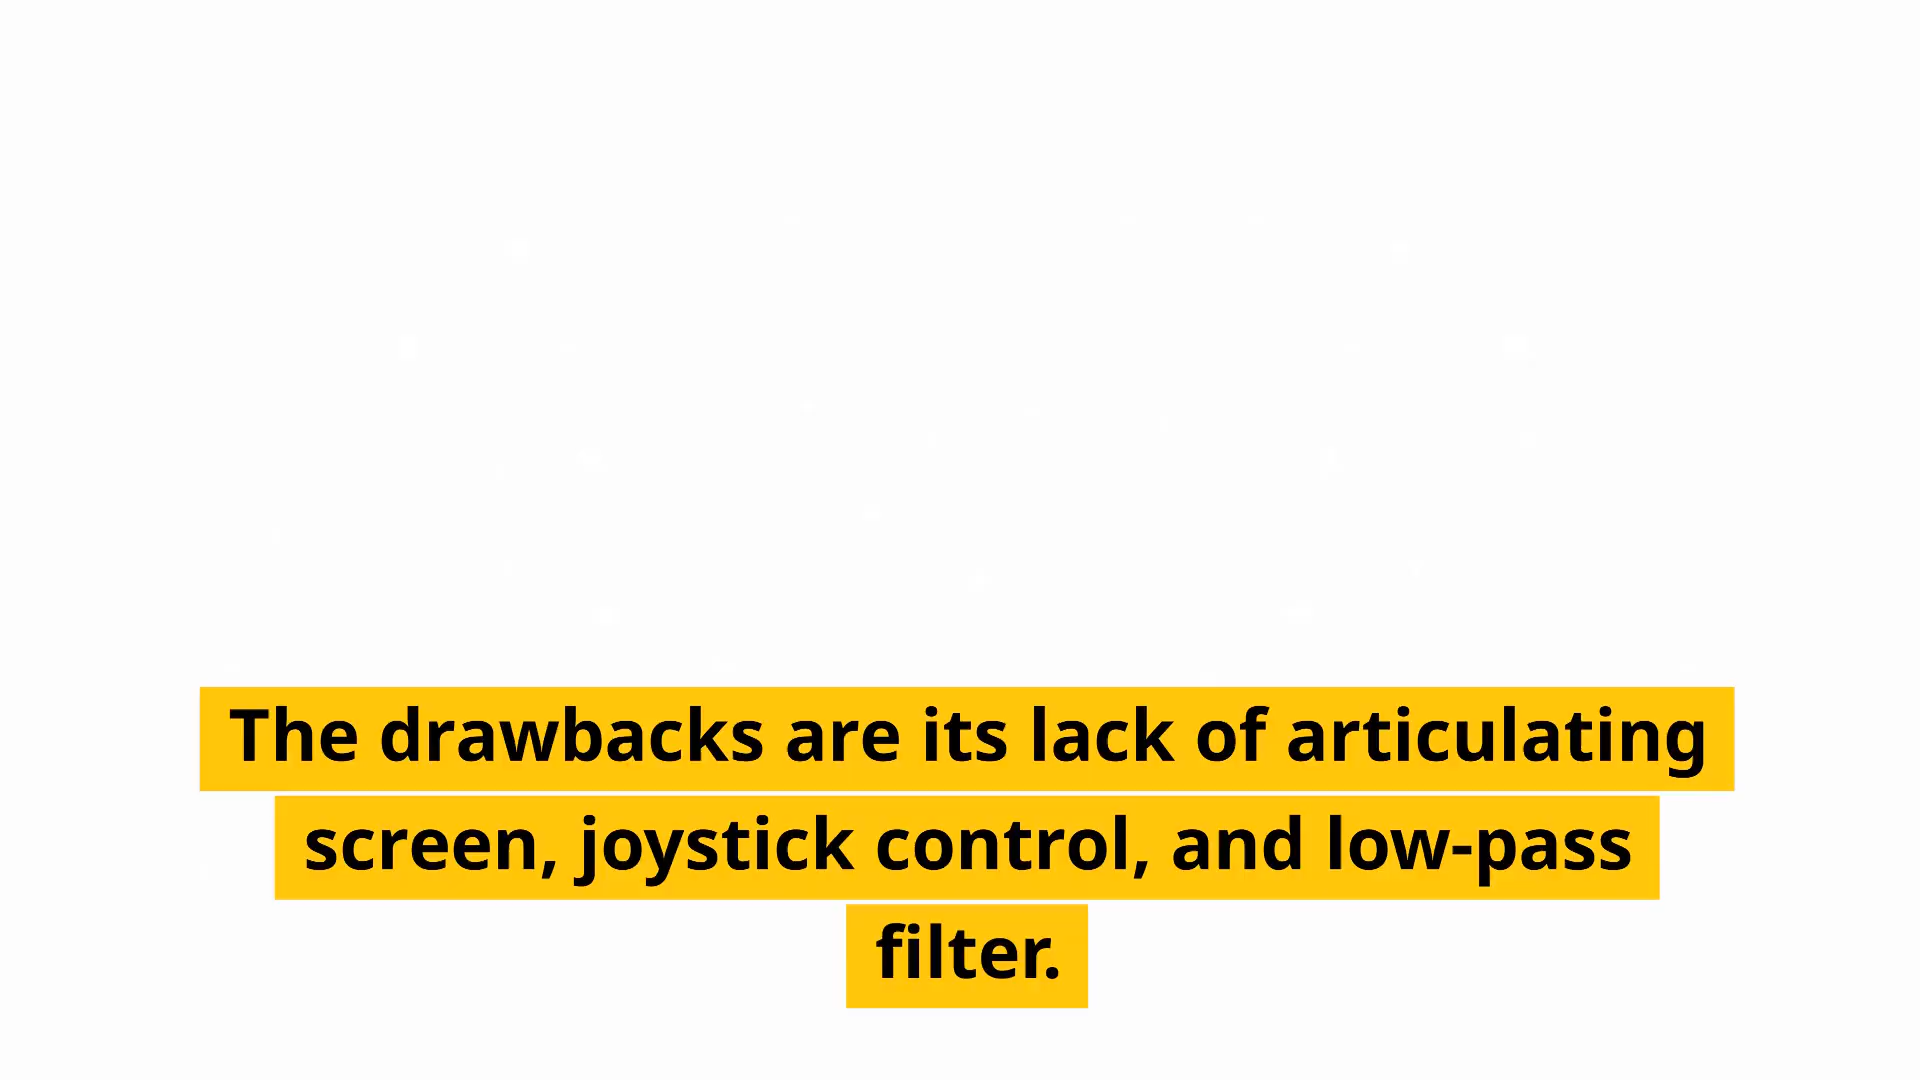 The drawbacks are its lack of articulating
screen, joystick control, and low-pass
filter.